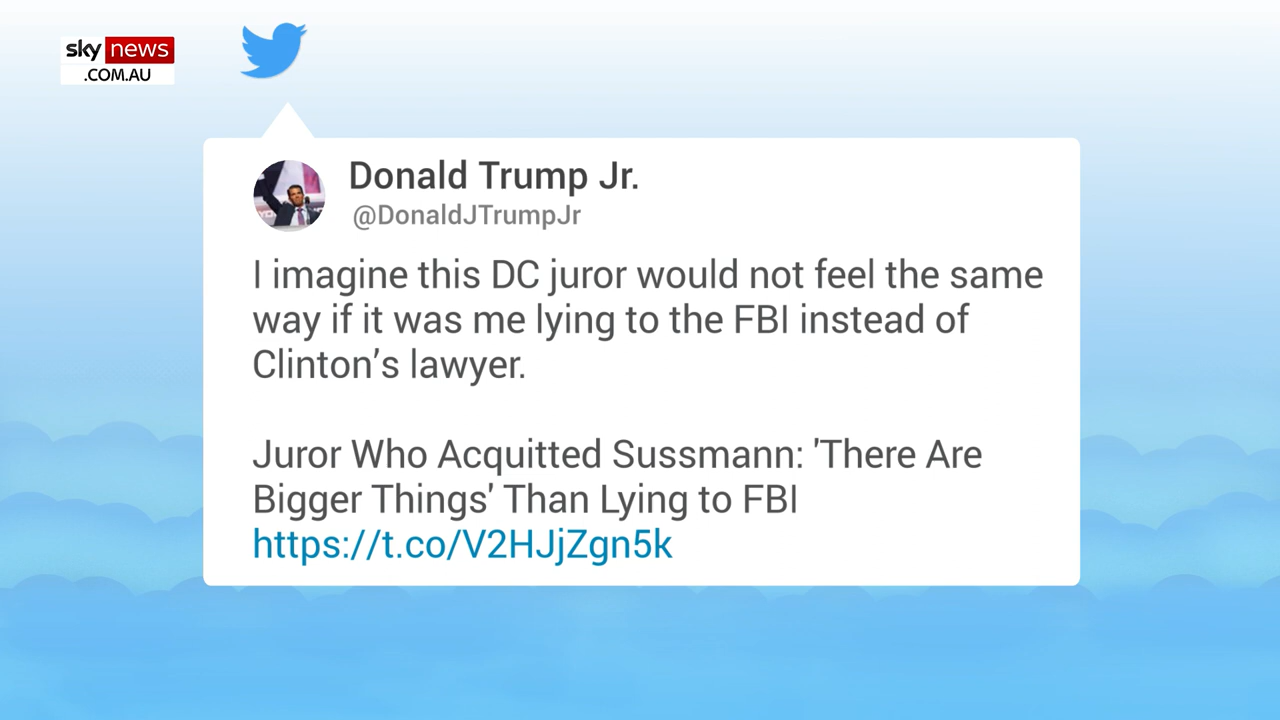 sky news
.COM.AU
Donald Trump Jr.
@DonaldJTrumpJr
I imagine this DC juror would not feel the same
way if it was me lying to the FBI instead of
Clinton’s lawyer.
Juror Who Acquitted Sussmann: 'There Are
Bigger Things' Than Lying to FBI
https://t.co/V2HJjZgn5k